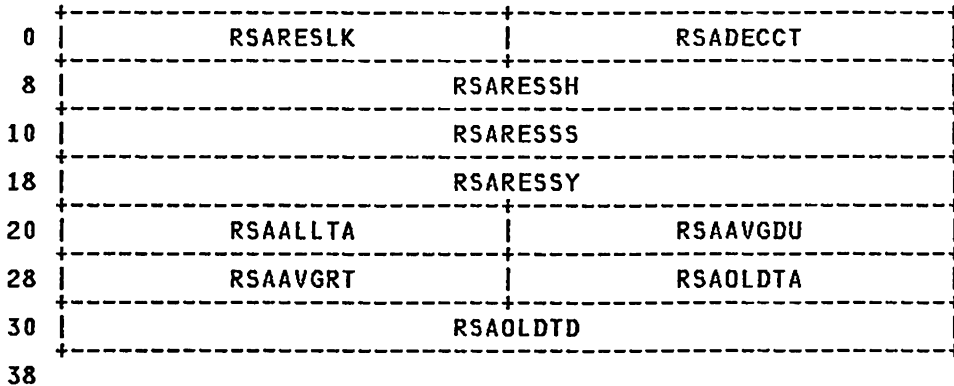 0 RSARESLK RSADECCT
8 RSARESSH
10 RSARESSS
18 RSARESSY
20 RSAALLTA RSAAVGDU
28 RSAAVGRT RSAOLDTA
30 RSAOLDTD
38